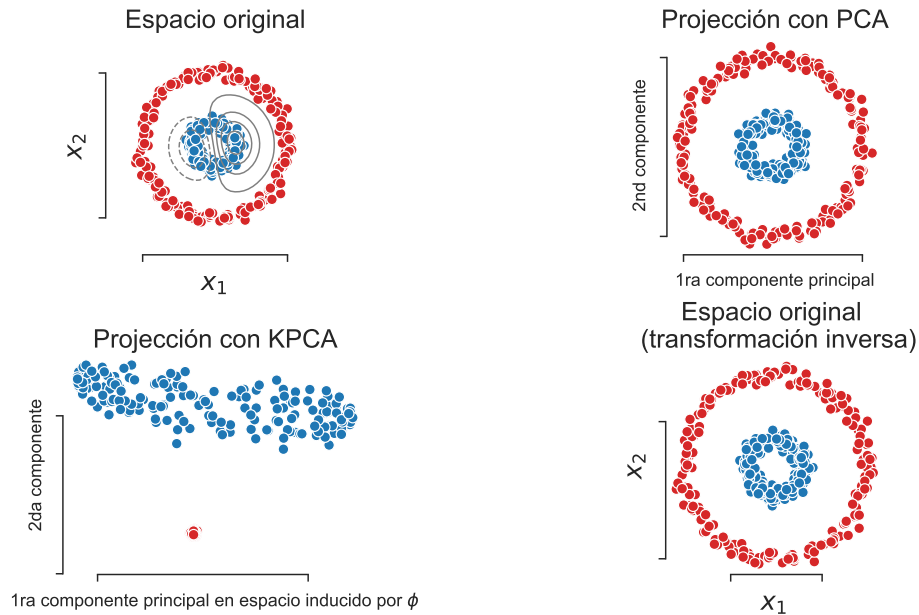 Espacio original
x₂
x₁
Projección con PCA
2nd componente
1ra componente principal
Projección con KPCA
2da componente
1ra componente principal en espacio inducido por ϕ
Espacio original
(transformación inversa)
x₂
x₁